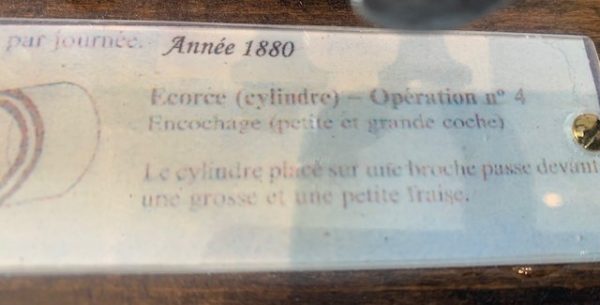 par journée. Année 1880
Ecorce (cylindre) – Opération nº 4
Encochage (petite et grande coche)
Le cylindre placé sur une broche passe devant
une grosse et une petite fraise.